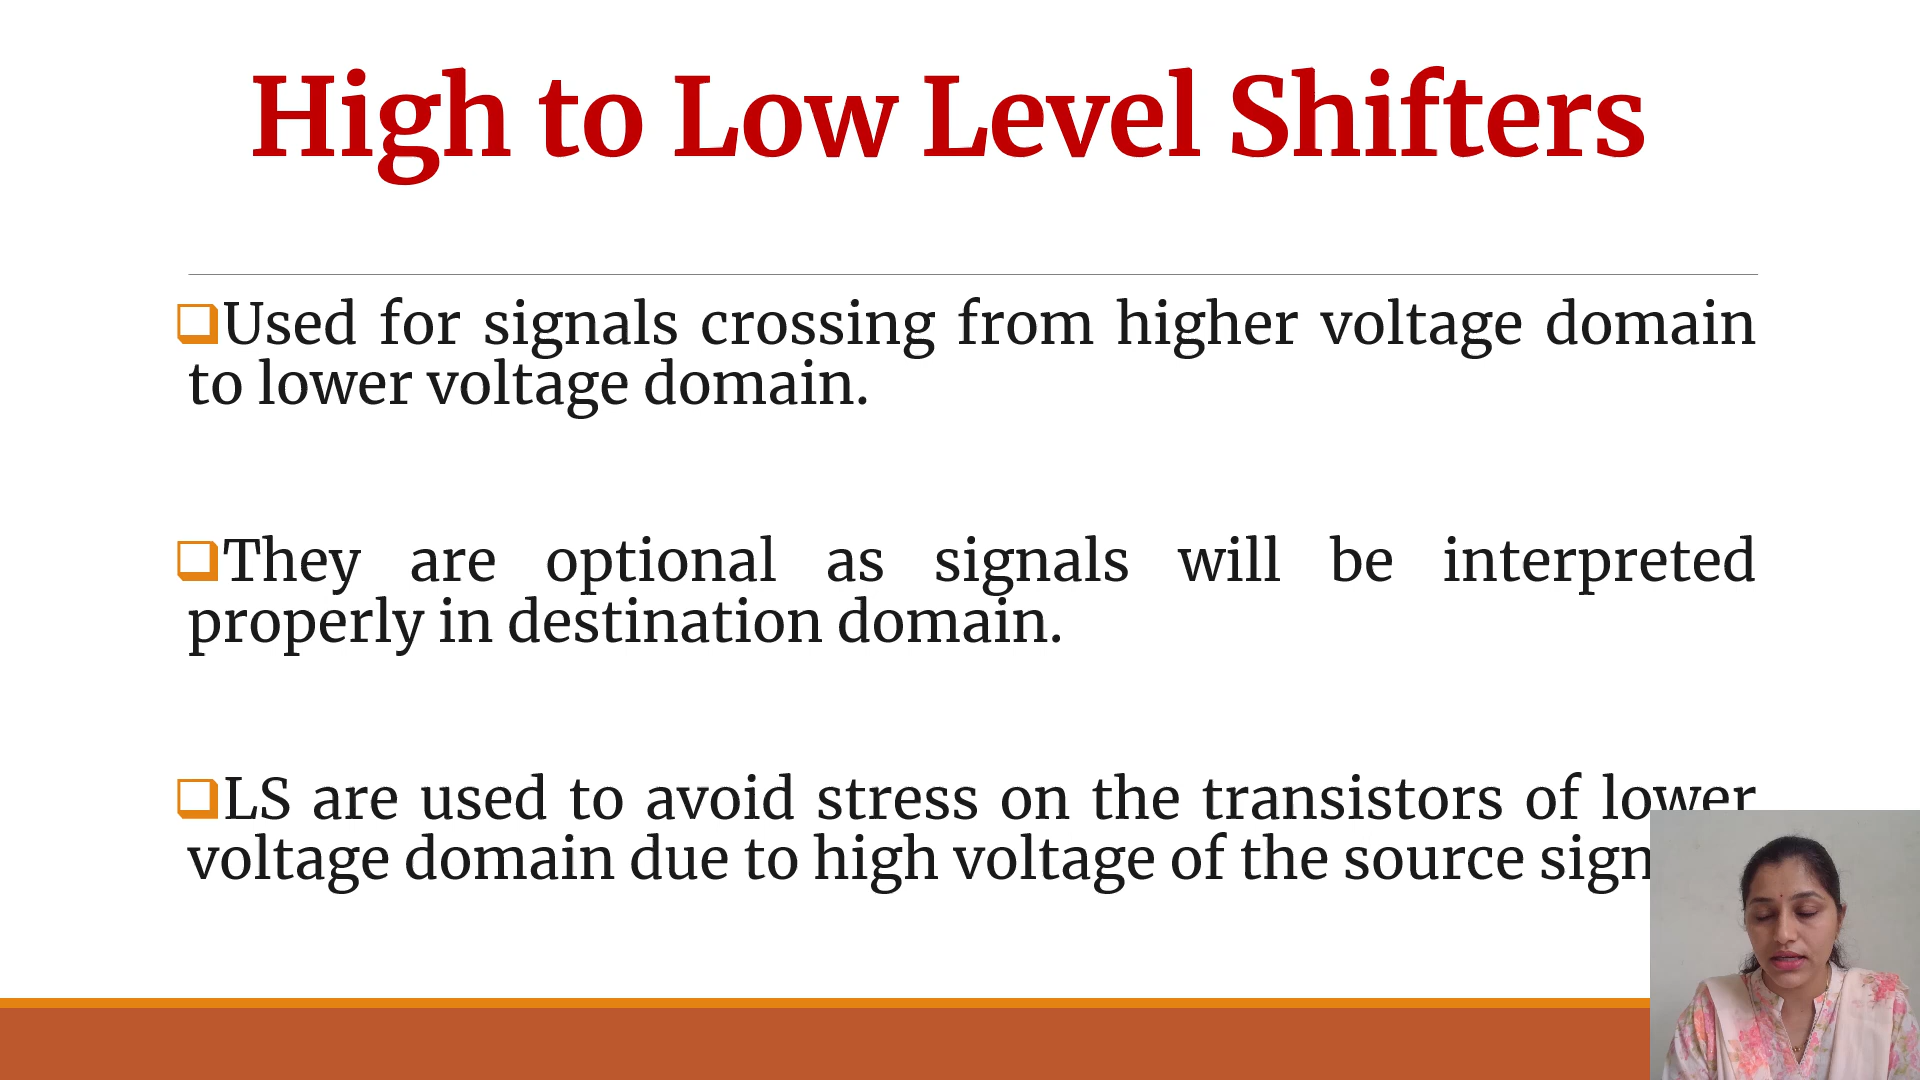 High to Low Level Shifters
Used for signals crossing from higher voltage domain
to lower voltage domain.
They are optional as signals will be interpreted
properly in destination domain.
LS are used to avoid stress on the transistors of lower
voltage domain due to high voltage of the source